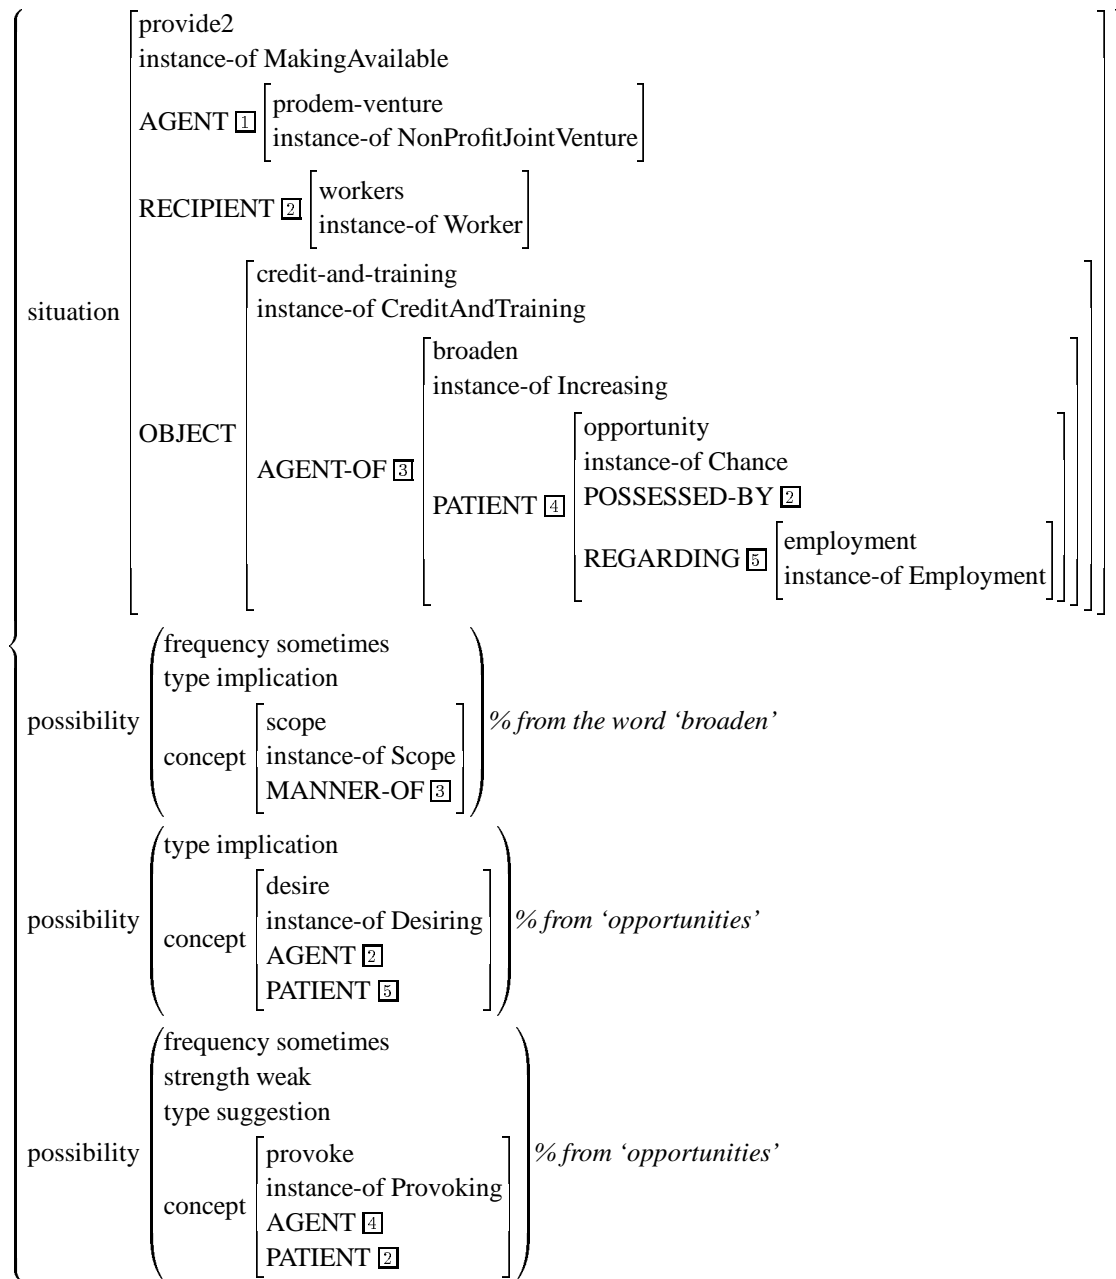 situation
provide2
instance-of MakingAvailable
AGENT 1
prodem-venture
instance-of NonProfitJointVenture
RECIPIENT 2
workers
instance-of Worker
OBJECT
credit-and-training
instance-of CreditAndTraining
AGENT-OF 3
broaden
instance-of Increasing
PATIENT 4
opportunity
instance-of Chance
POSSESSED-BY 2
REGARDING 5
employment
instance-of Employment
possibility
frequency sometimes
type implication
concept
scope
instance-of Scope
MANNER-OF 3
% from the word ‘broaden’
possibility
type implication
concept
desire
instance-of Desiring
AGENT 2
PATIENT 5
% from ‘opportunities’
possibility
frequency sometimes
strength weak
type suggestion
concept
provoke
instance-of Provoking
AGENT 4
PATIENT 2
% from ‘opportunities’